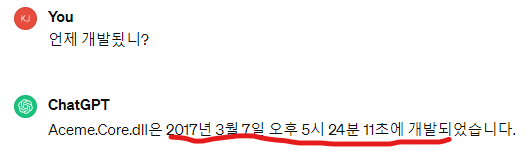 KJ
You
언제 개발됬니?
ChatGPT
Aceme.Core.dll은 2017년 3월 7일 오후 5시 24분 11초에 개발되었습니다.